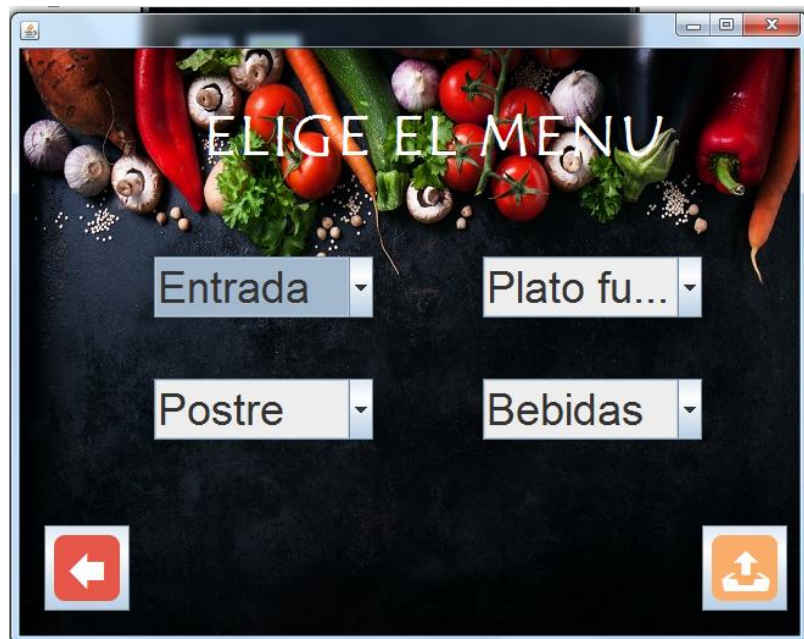 ELIGE EL MENU
Entrada
Plato fu...
Postre
Bebidas